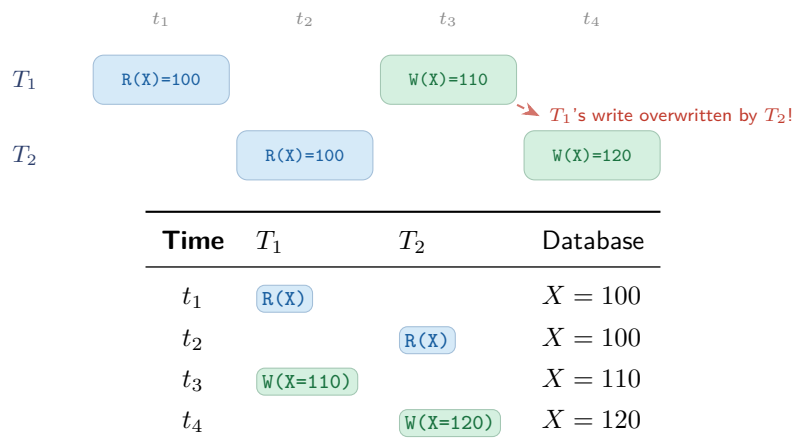 t₁ t₂ t₃ t₄
T₁ R(X)=100 W(X)=110
T₁'s write overwritten by T₂!
T₂ R(X)=100 W(X)=120
Time T₁ T₂ Database
t₁ R(X) X = 100
t₂ R(X) X = 100
t₃ W(X=110) X = 110
t₄ W(X=120) X = 120